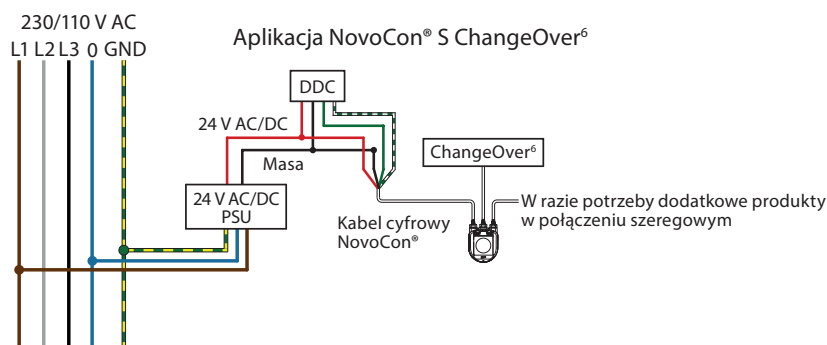 230/110 V AC
L1 L2 L3 0 GND
Aplikacja NovoCon® S ChangeOver⁶
DDC
24 V AC/DC
Masa
ChangeOver⁶
24 V AC/DC
PSU
Kabel cyfrowy
NovoCon®
W razie potrzeby dodatkowe produkty
w połączeniu szeregowym